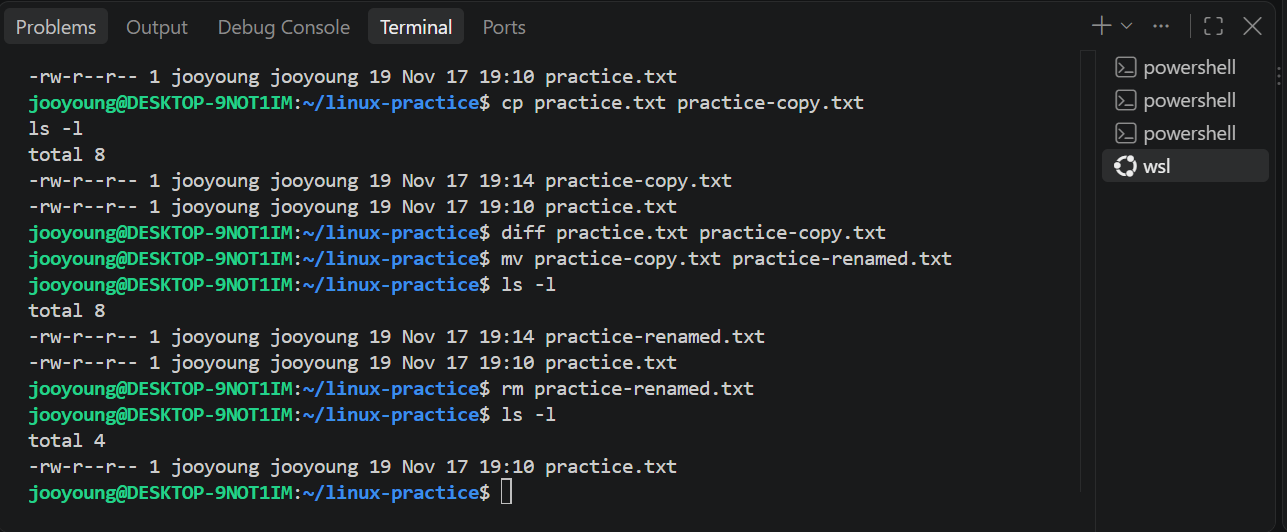 Problems Output Debug Console Terminal Ports
-rw-r--r-- 1 jooyoung jooyoung 19 Nov 17 19:10 practice.txt
jooyoung@DESKTOP-9NOT1IM:~/linux-practice$ cp practice.txt practice-copy.txt
ls -l
total 8
-rw-r--r-- 1 jooyoung jooyoung 19 Nov 17 19:14 practice-copy.txt
-rw-r--r-- 1 jooyoung jooyoung 19 Nov 17 19:10 practice.txt
jooyoung@DESKTOP-9NOT1IM:~/linux-practice$ diff practice.txt practice-copy.txt
jooyoung@DESKTOP-9NOT1IM:~/linux-practice$ mv practice-copy.txt practice-renamed.txt
jooyoung@DESKTOP-9NOT1IM:~/linux-practice$ ls -l
total 8
-rw-r--r-- 1 jooyoung jooyoung 19 Nov 17 19:14 practice-renamed.txt
-rw-r--r-- 1 jooyoung jooyoung 19 Nov 17 19:10 practice.txt
jooyoung@DESKTOP-9NOT1IM:~/linux-practice$ rm practice-renamed.txt
jooyoung@DESKTOP-9NOT1IM:~/linux-practice$ ls -l
total 4
-rw-r--r-- 1 jooyoung jooyoung 19 Nov 17 19:10 practice.txt
jooyoung@DESKTOP-9NOT1IM:~/linux-practice$
powershell
powershell
powershell
wsl